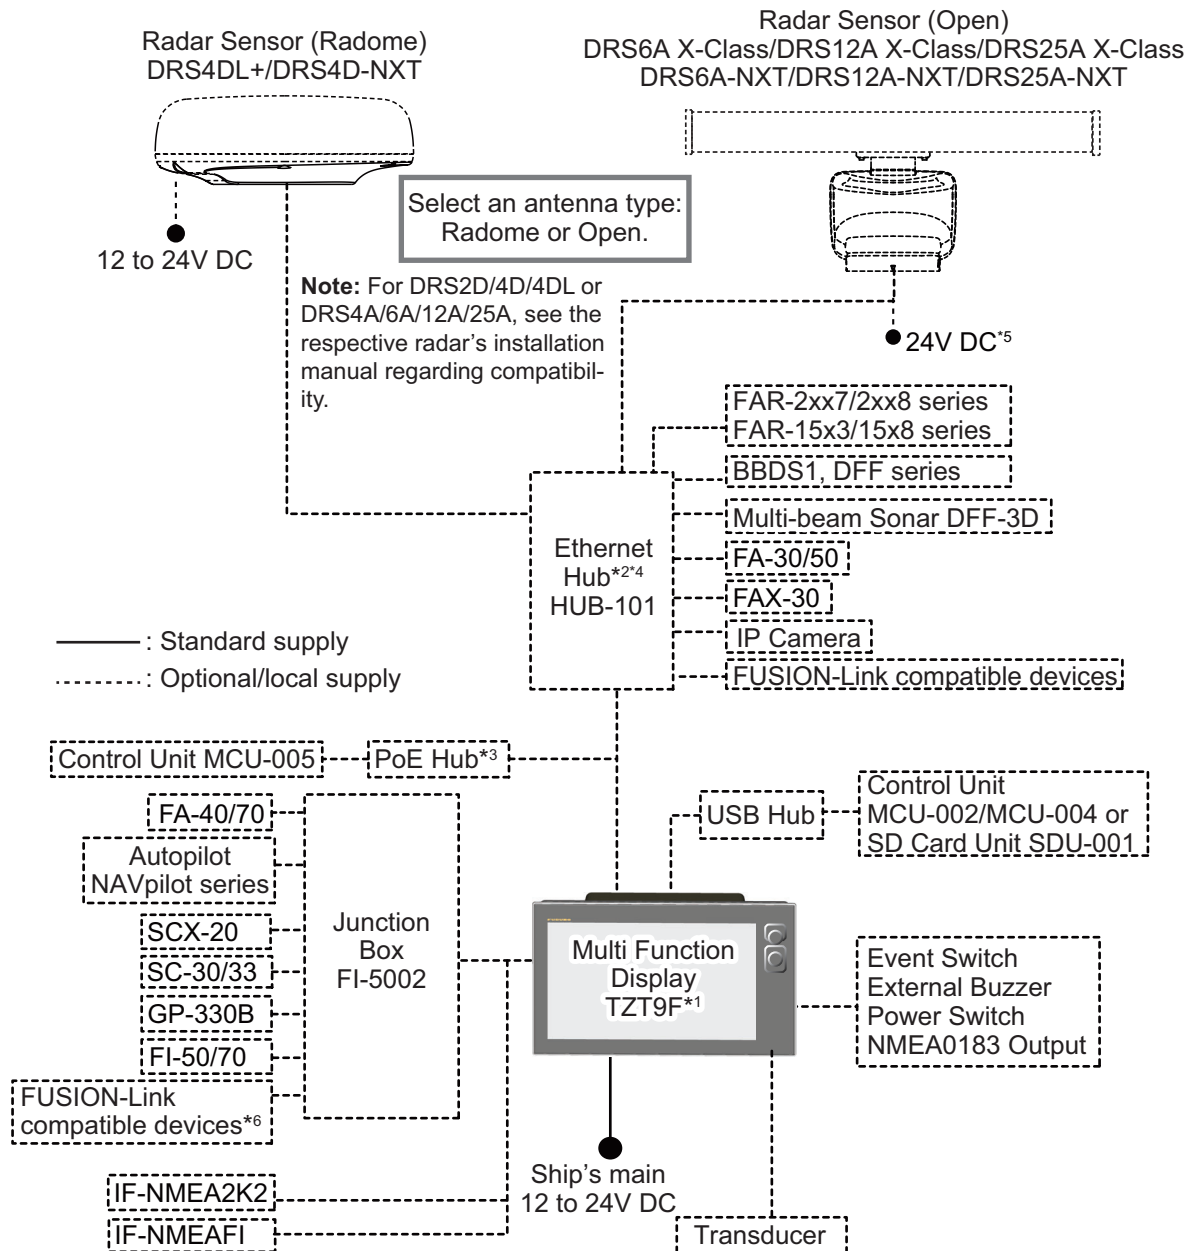 Radar Sensor (Radome)
DRS4DL+/DRS4D-NXT
Radar Sensor (Open)
DRS6A X-Class/DRS12A X-Class/DRS25A X-Class
DRS6A-NXT/DRS12A-NXT/DRS25A-NXT
Select an antenna type:
Radome or Open.
12 to 24V DC
Note: For DRS2D/4D/4DL or
DRS4A/6A/12A/25A, see the
respective radar's installation
manual regarding compatibil-
ity.
24V DC*5
FAR-2xx7/2xx8 series
FAR-15x3/15x8 series
BBDS1, DFF series
Multi-beam Sonar DFF-3D
FA-30/50
FAX-30
IP Camera
FUSION-Link compatible devices
Ethernet
Hub*2*4
HUB-101
: Standard supply
: Optional/local supply
Control Unit MCU-005
PoE Hub*3
USB Hub
Control Unit
MCU-002/MCU-004 or
SD Card Unit SDU-001
FA-40/70
Autopilot
NAVpilot series
SCX-20
SC-30/33
GP-330B
FI-50/70
FUSION-Link
compatible devices*6
Junction
Box
FI-5002
Multi Function
Display
TZT9F*1
Event Switch
External Buzzer
Power Switch
NMEA0183 Output
Ship's main
12 to 24V DC
IF-NMEA2K2
IF-NMEAFI
Transducer